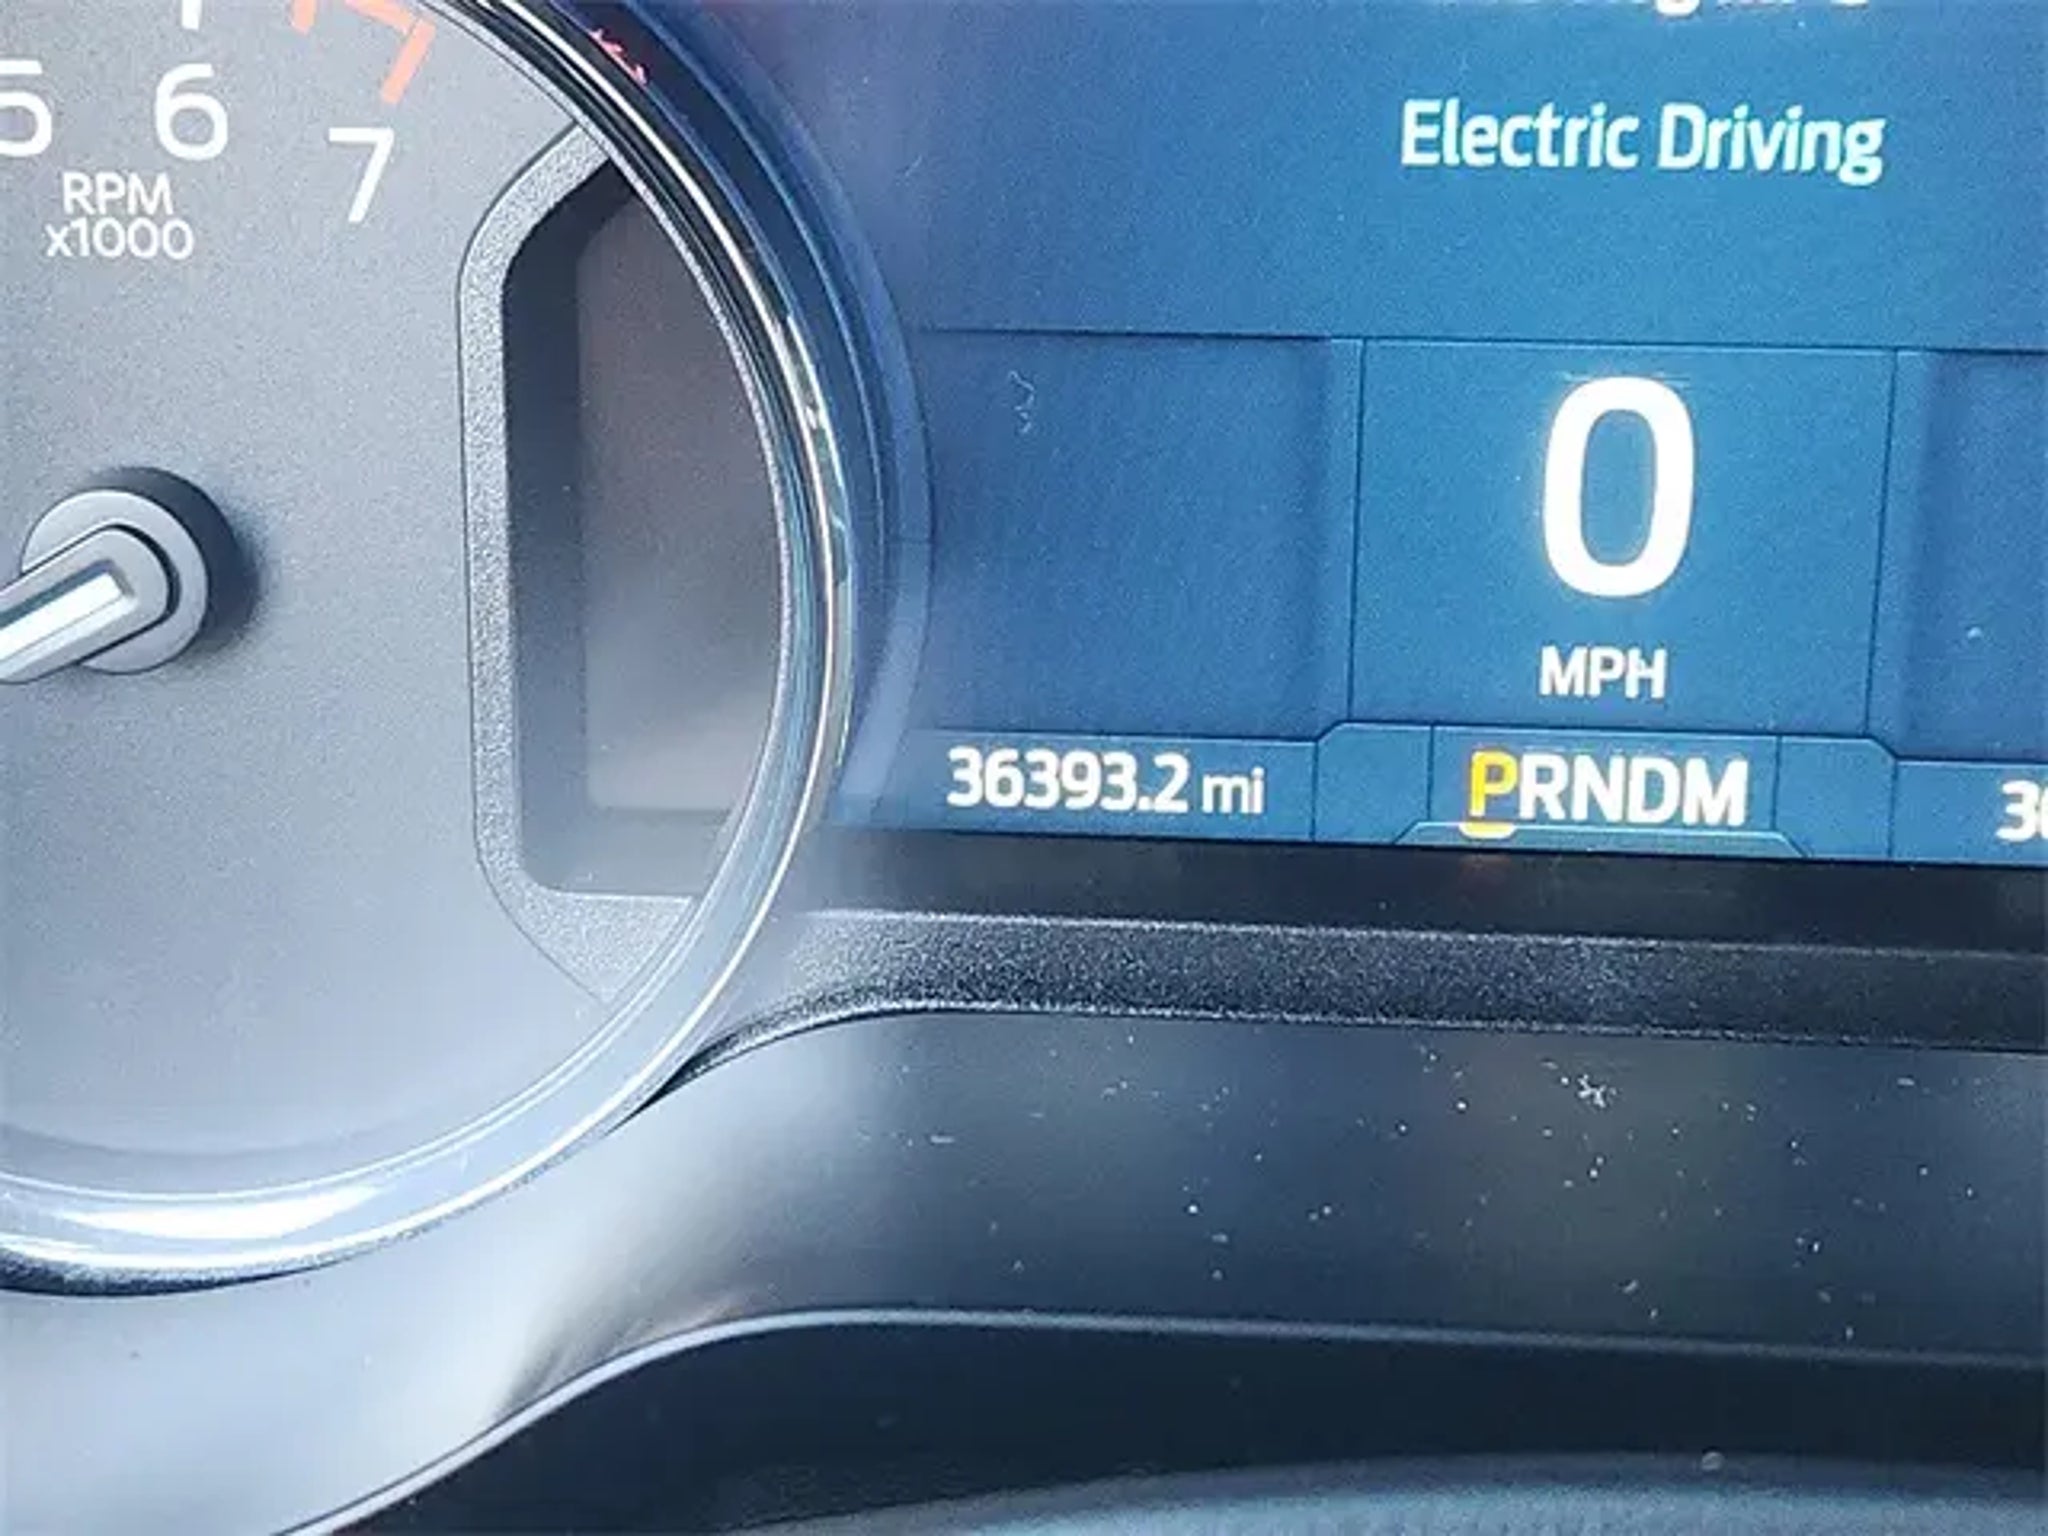 5 6 7
RPM
x1000
Electric Driving
0
MPH
36393.2 mi
PRNDM